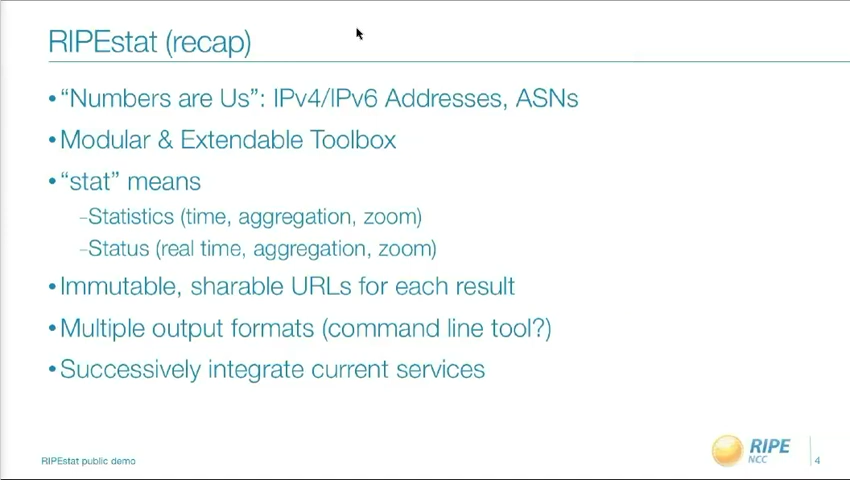 RIPEstat (recap)
•“Numbers are Us”: IPv4/IPv6 Addresses, ASNs
•Modular & Extendable Toolbox
•“stat” means
–Statistics (time, aggregation, zoom)
–Status (real time, aggregation, zoom)
•Immutable, sharable URLs for each result
•Multiple output formats (command line tool?)
•Successively integrate current services
RIPEstat public demo
RIPE
NCC
4